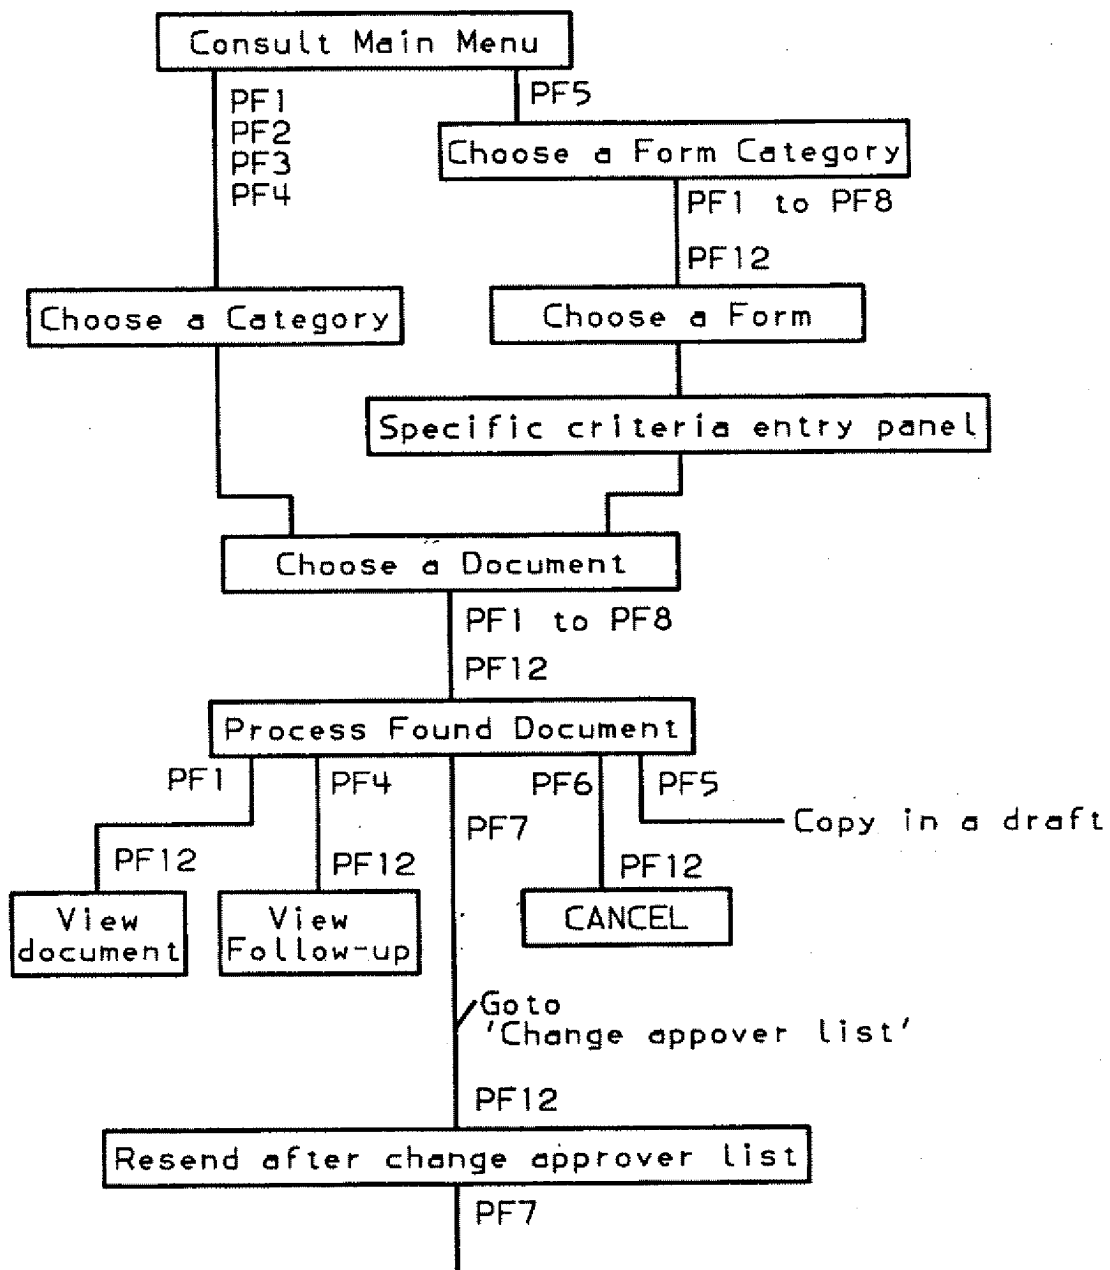 Consult Main Menu
PF1
PF2
PF3
PF4
PF5
Choose a Form Category
PF1 to PF8
PF12
Choose a Category
Choose a Form
Specific criteria entry panel
Choose a Document
PF1 to PF8
PF12
Process Found Document
PF1
PF4
PF7
PF6
PF5
Copy in a draft
PF12
PF12
PF12
View
document
View
Follow-up
CANCEL
Goto
'Change appover list'
PF12
Resend after change approver list
PF7